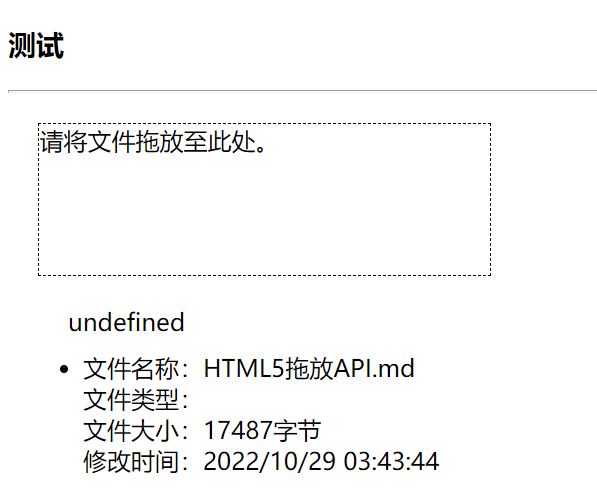 测试
请将文件拖放至此处。
undefined
文件名称：HTML5拖放API.md
文件类型：
文件大小：17487字节
修改时间：2022/10/29 03:43:44